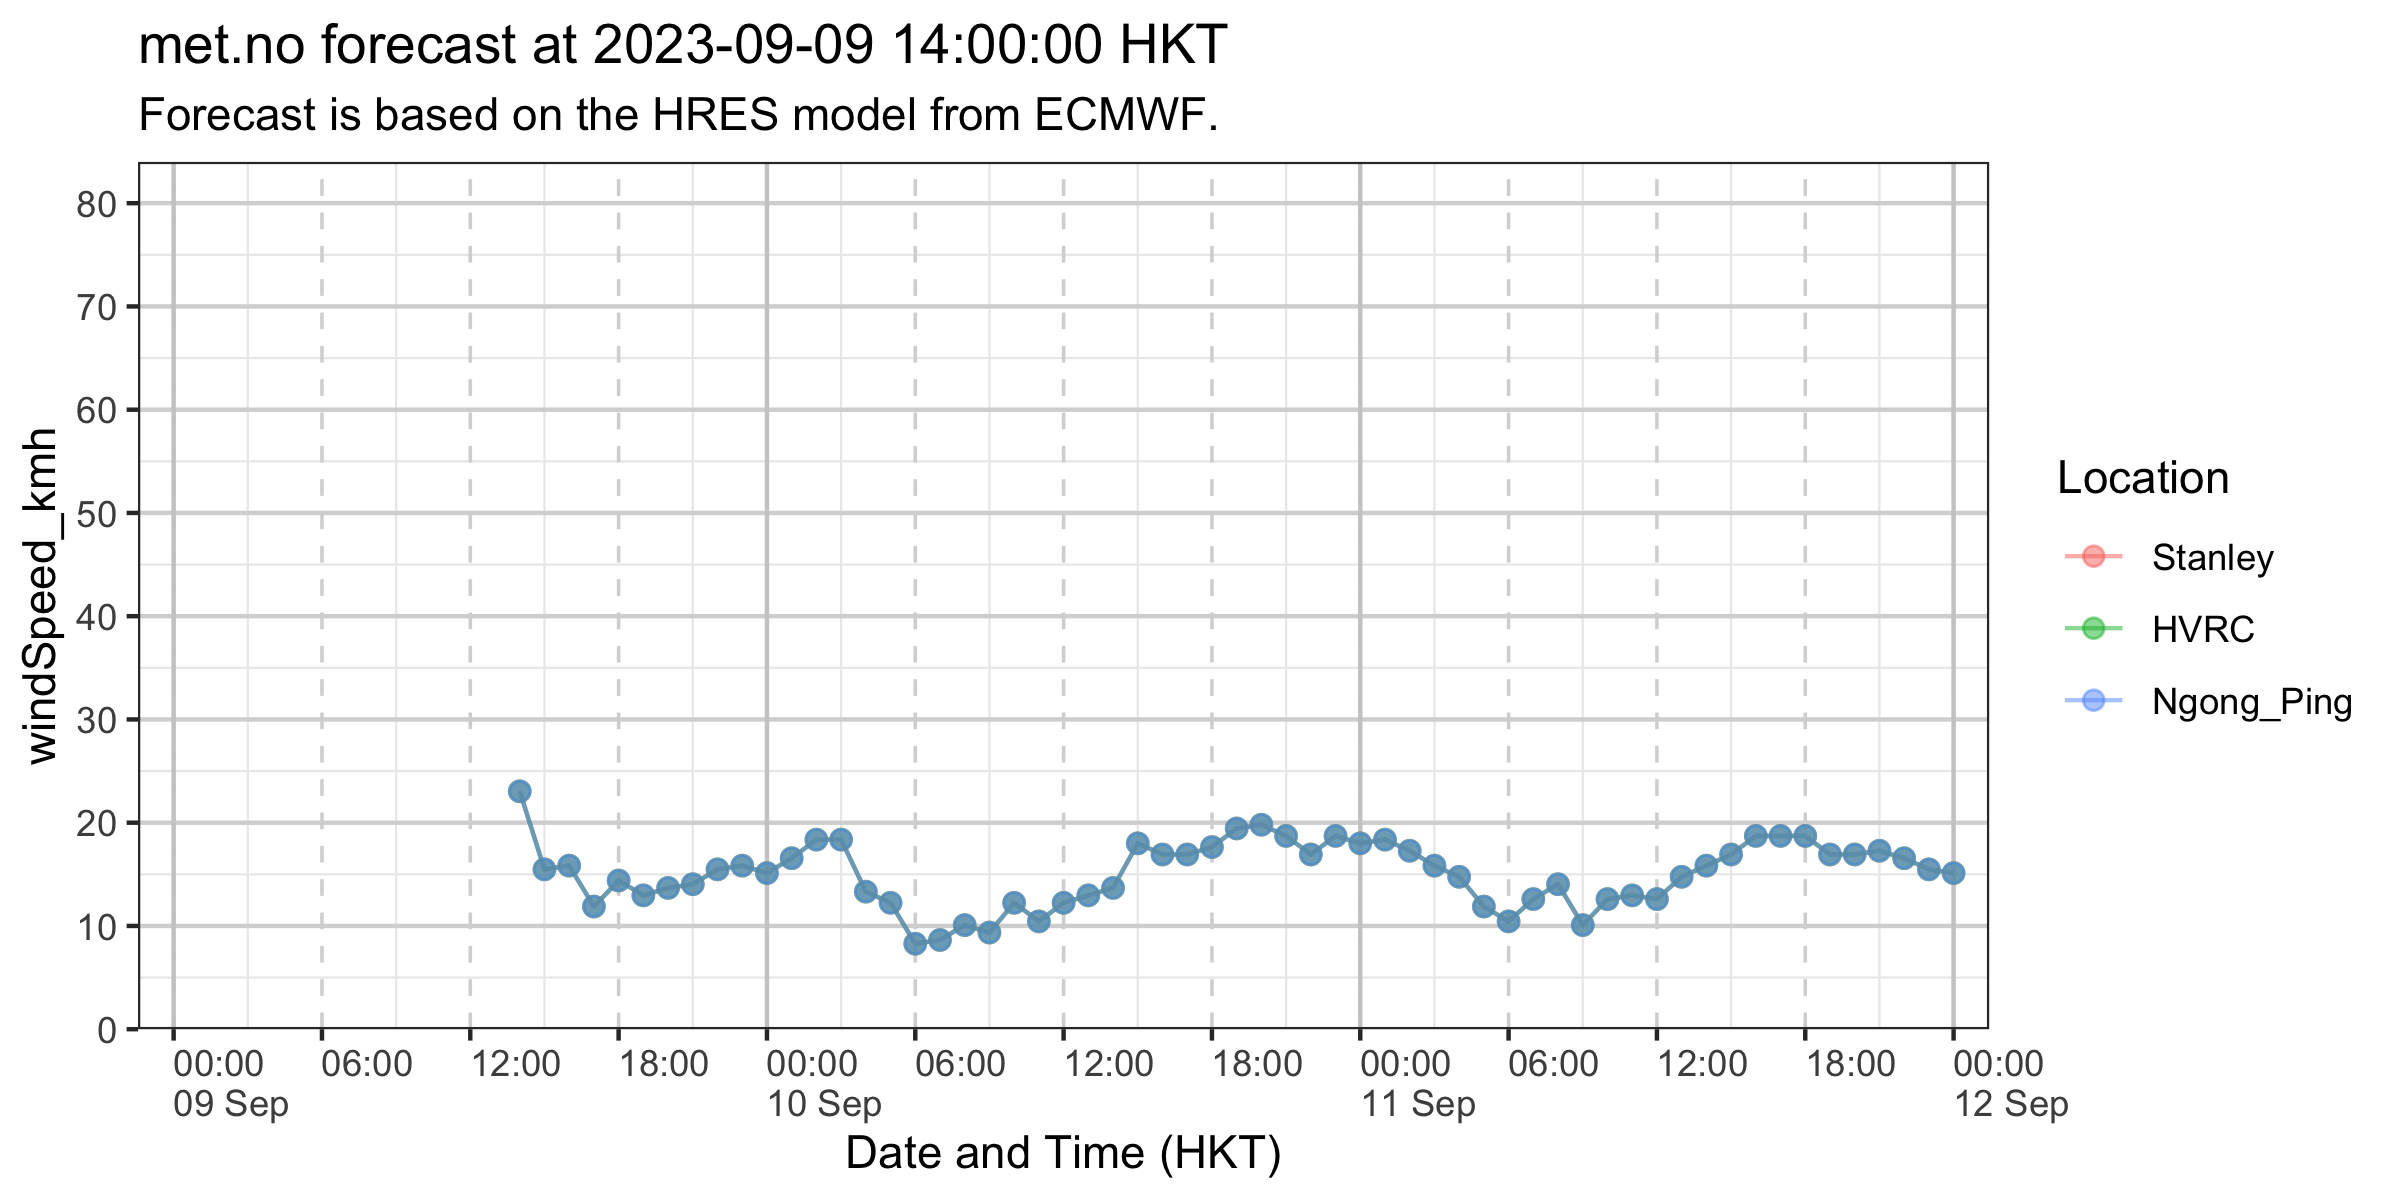 met.no forecast at 2023-09-09 14:00:00 HKT
Forecast is based on the HRES model from ECMWF.
windSpeed_kmh
80
70
60
50
40
30
20
10
0
00:00 06:00 12:00 18:00 00:00 06:00 12:00 18:00 00:00 06:00 12:00 18:00 00:00
09 Sep 10 Sep 11 Sep 12 Sep
Date and Time (HKT)
Location
Stanley
HVRC
Ngong_Ping